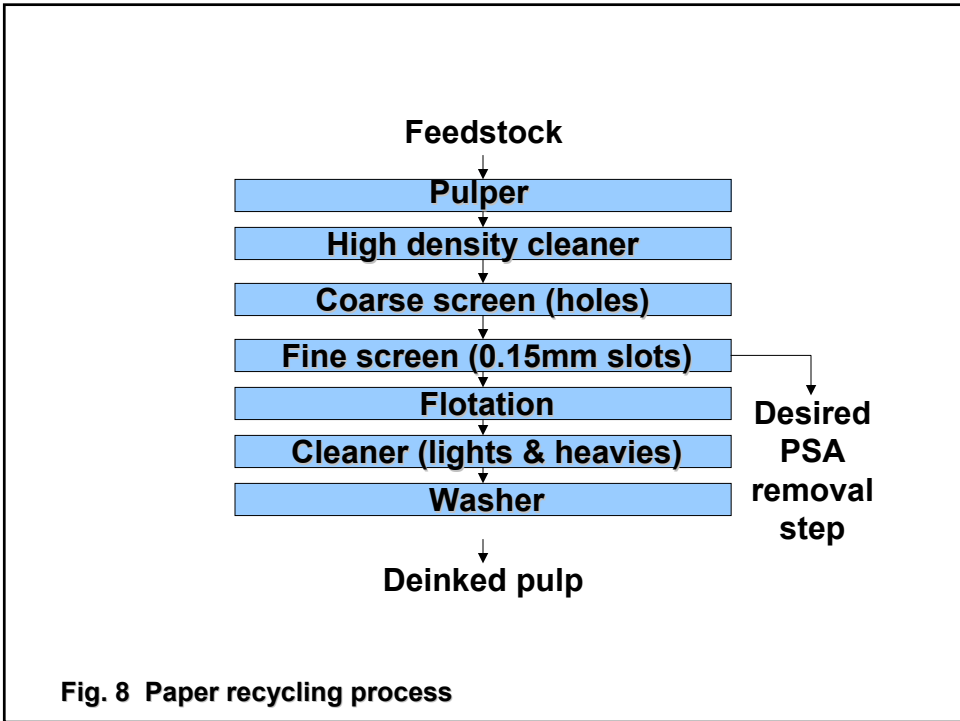 Feedstock
Pulper
High density cleaner
Coarse screen (holes)
Fine screen (0.15mm slots)
Flotation
Cleaner (lights & heavies)
Washer
Desired
PSA
removal
step
Deinked pulp
Fig. 8 Paper recycling process